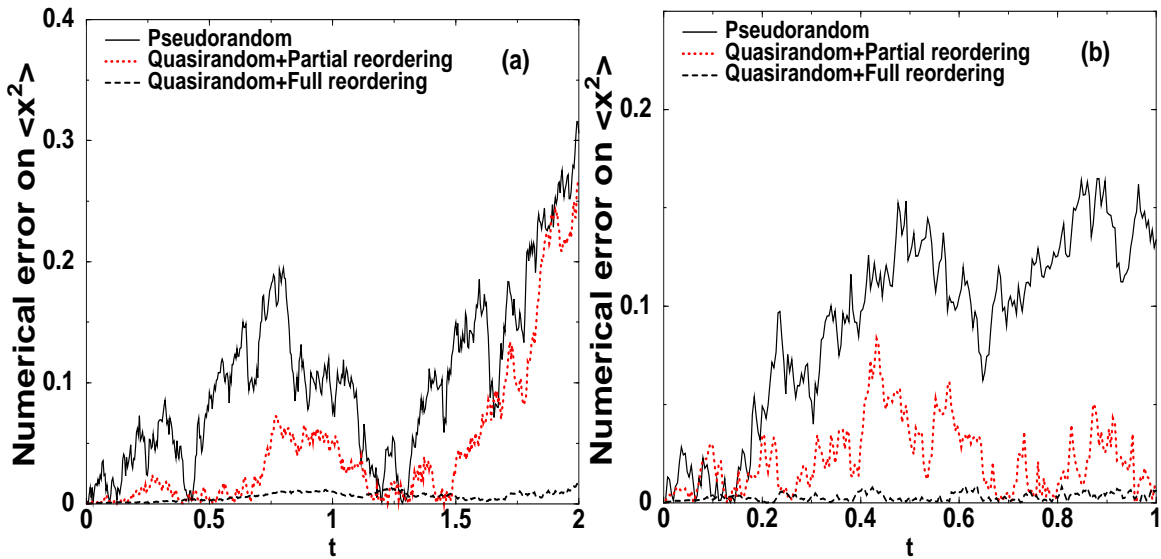 0.4
0.3
0.2
0.1
0
Numerical error on <x²>
Pseudorandom
Quasirandom+Partial reordering
Quasirandom+Full reordering
(a)
0 0.5 1 1.5 2
t
0.2
0.1
0
Numerical error on <x²>
Pseudorandom
Quasirandom+Partial reordering
Quasirandom+Full reordering
(b)
0 0.2 0.4 0.6 0.8 1
t